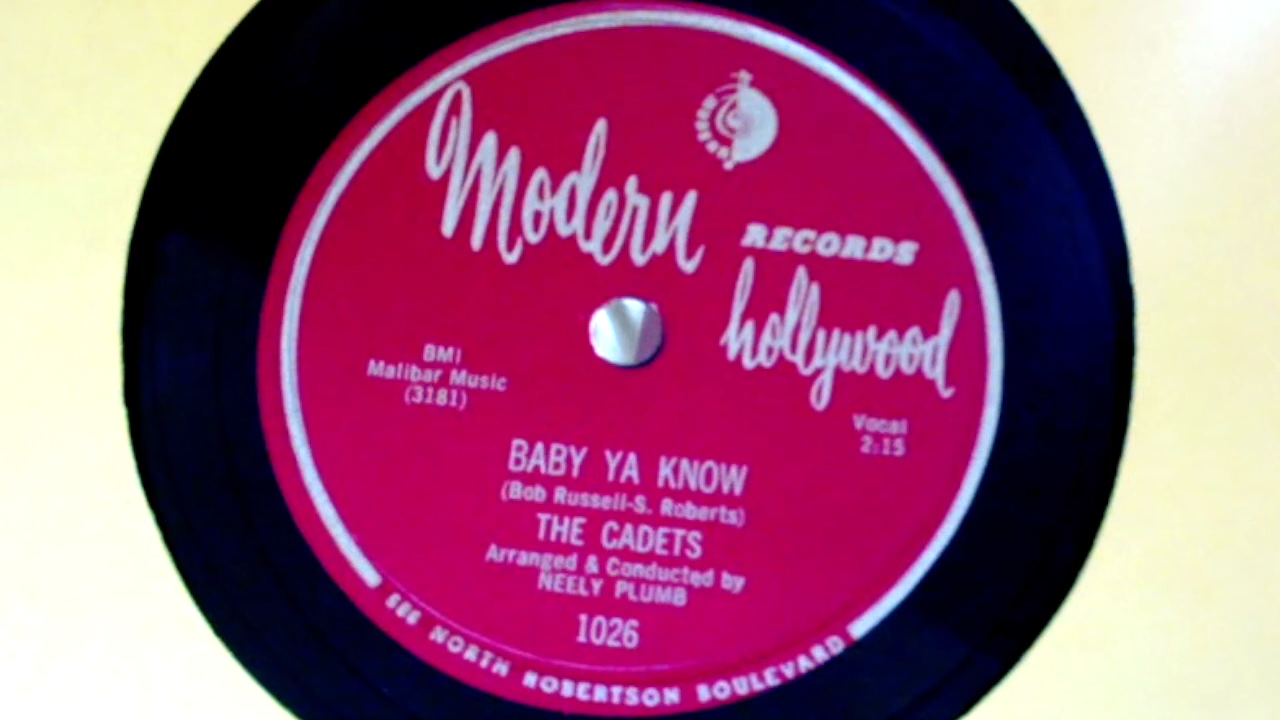 Modern
RECORDS
hollywood
BMI
Malibar Music
(3181)
Vocal
2:15
BABY YA KNOW
(Bob Russell-S. Roberts)
THE CADETS
Arranged & Conducted by
NEELY PLUMB
1026
NORTH ROBERTSON BOULEVARD